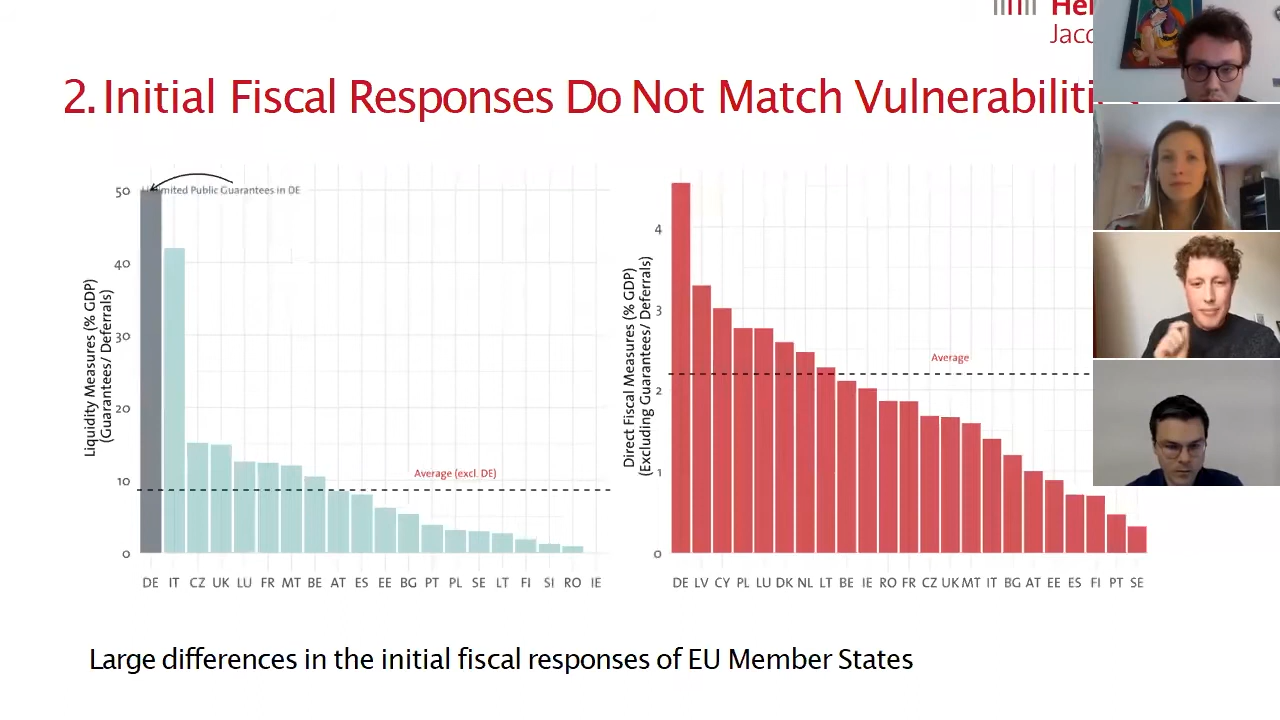 2. Initial Fiscal Responses Do Not Match
Liquidity Measures (% GDP)
(Guarantees/ Deferrals)
50
40
30
20
10
0
Public Guarantees in DE
Average (excl. DE)
DE IT CZ UK LU FR MT BE AT ES EE BG PT PL SE LT FI SI RO IE
Direct Fiscal Measures (% GDP)
(Excluding Guarantees/ Deferrals)
4
3
2
1
0
Average
DE LV CY PL LU DK NL LT BE IE RO FR CZ UK MT IT BG AT EE ES FI PT SE
Large differences in the initial fiscal responses of EU Member States